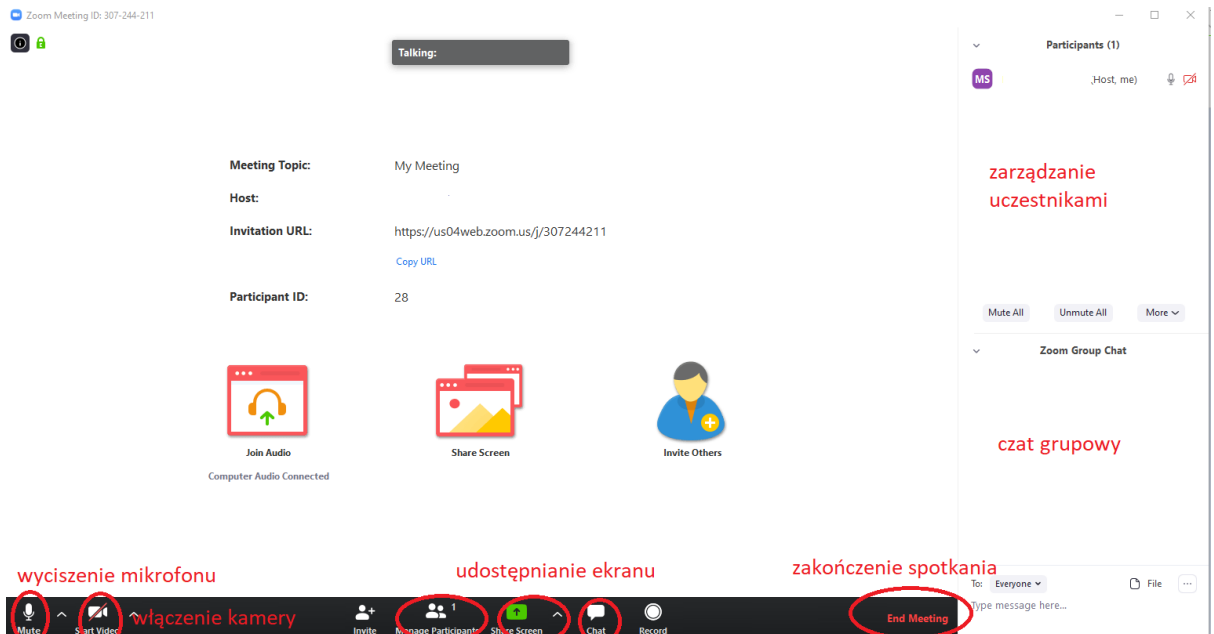 Zoom Meeting ID: 307-244-211
Talking:
Participants (1)
MS
,Host, me)
Meeting Topic: My Meeting
Host:
Invitation URL: https://us04web.zoom.us/j/307244211
Copy URL
Participant ID: 28
zarządzanie
uczestnikami
Mute All Unmute All More
Zoom Group Chat
Join Audio
Computer Audio Connected
Share Screen
Invite Others
czat grupowy
wyciszenie mikrofonu
udostępnianie ekranu
zakończenie spotkania
To: Everyone File ...
Type message here...
włączenie kamery
1
Mute Start Video Invite Manage Participants Share Screen Chat Record
End Meeting